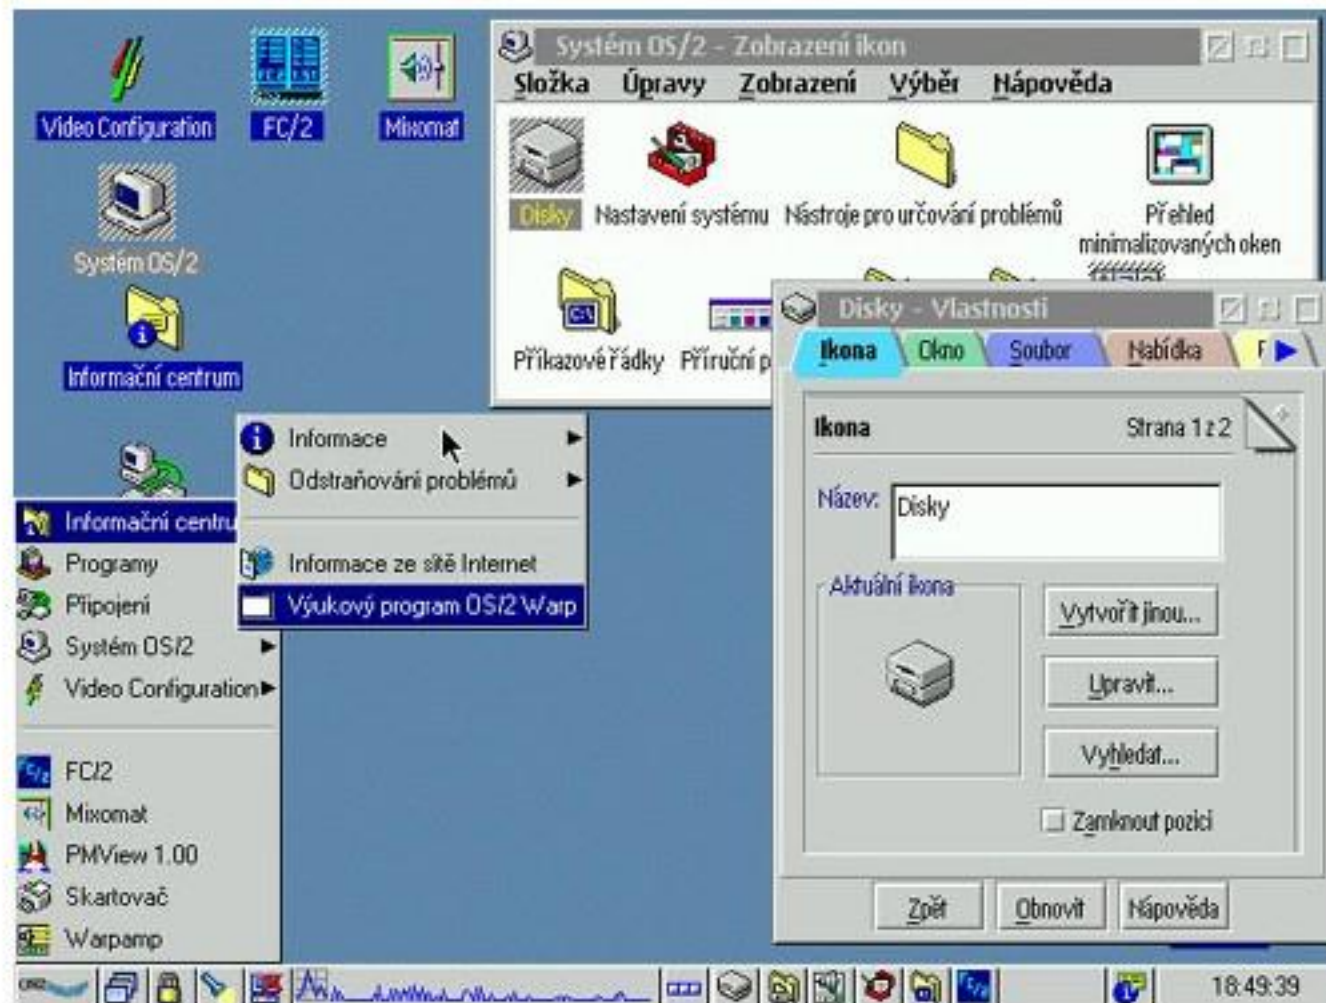 Video Configuration
FC/2
Mixomat
Systém OS/2
Informační centrum
Systém OS/2 - Zobrazení ikon
Složka Úpravy Zobrazení Výběr Nápověda
Disky
Nastavení systému
Nástroje pro určování problémů
Přehled
minimalizovaných oken
Příkazové řádky
Příruční p
Disky - Vlastnosti
Ikona Okno Soubor Nabídka
Ikona
Strana 1 z 2
Název:
Disky
Aktuální ikona
Vytvořit jinou...
Upravit...
Vyhledat...
Zamknout pozici
Zpět Obnovit Nápověda
Informace
Odstraňování problémů
Informace ze sítě Internet
Výukový program OS/2 Warp
Informační centru
Programy
Připojení
Systém OS/2
Video Configuration
FC/2
Mixomat
PMView 1.00
Skartovač
Warpamp
18:49:39